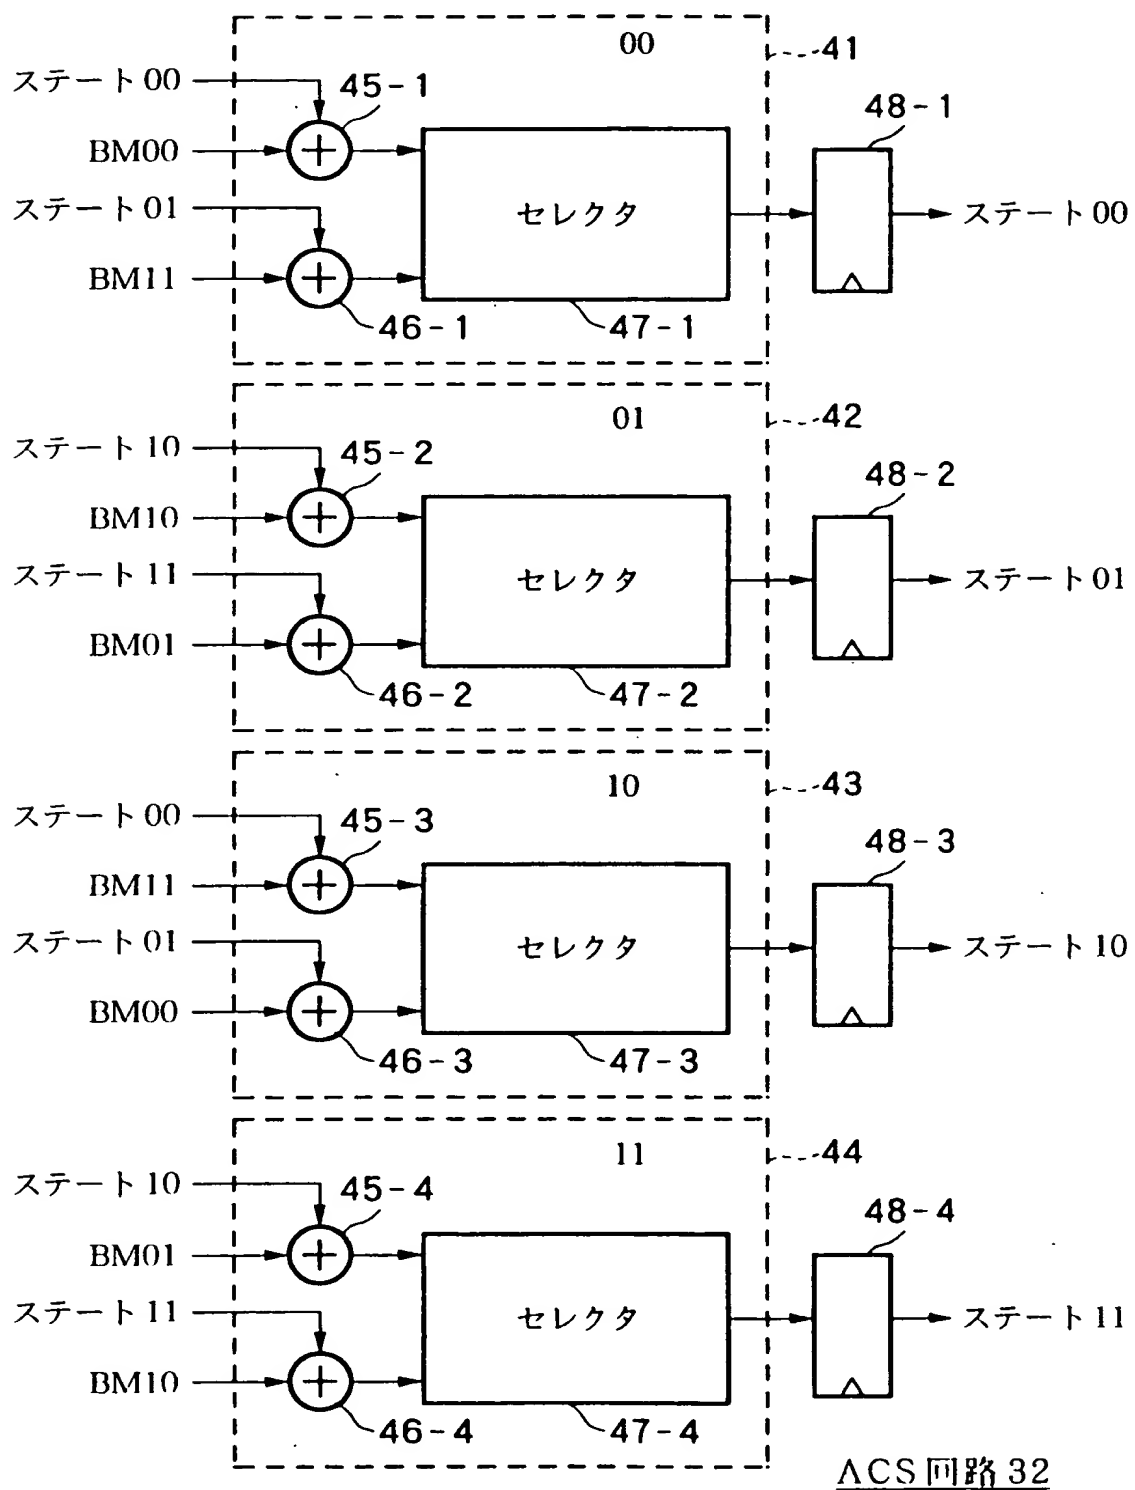 00
41
ステート00
45-1
BM00
48-1
ステート01
セレクタ
ステート00
BM11
46-1
47-1
01
42
ステート10
45-2
BM10
48-2
ステート11
セレクタ
ステート01
BM01
46-2
47-2
10
43
ステート00
45-3
BM11
48-3
ステート01
セレクタ
ステート10
BM00
46-3
47-3
11
44
ステート10
45-4
BM01
48-4
ステート11
セレクタ
ステート11
BM10
46-4
47-4
ACS回路32